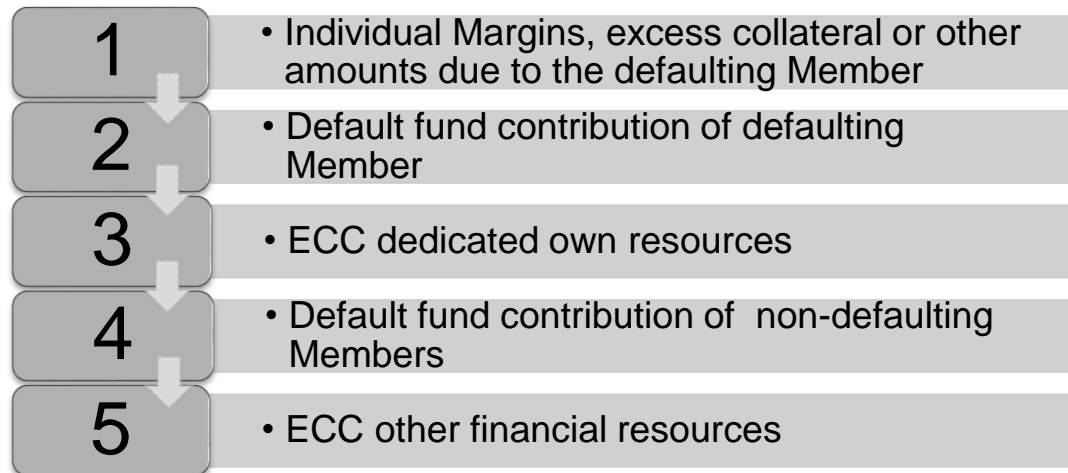 1
• Individual Margins, excess collateral or other
amounts due to the defaulting Member
2
• Default fund contribution of defaulting
Member
3
• ECC dedicated own resources
4
• Default fund contribution of  non-defaulting
Members
5
• ECC other financial resources